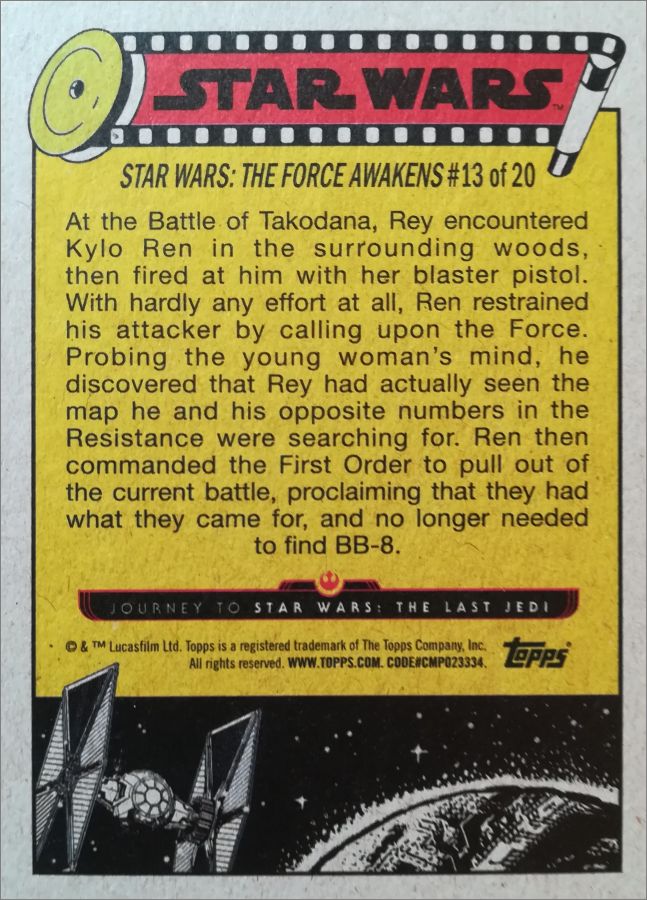 STAR WARS™
STAR WARS: THE FORCE AWAKENS #13 of 20
At the Battle of Takodana, Rey encountered
Kylo Ren in the surrounding woods,
then fired at him with her blaster pistol.
With hardly any effort at all, Ren restrained
his attacker by calling upon the Force.
Probing the young woman's mind, he
discovered that Rey had actually seen the
map he and his opposite numbers in the
Resistance were searching for. Ren then
commanded the First Order to pull out of
the current battle, proclaiming that they had
what they came for, and no longer needed
to find BB-8.
JOURNEY TO STAR WARS: THE LAST JEDI
© & ™ Lucasfilm Ltd. Topps is a registered trademark of The Topps Company, Inc.
All rights reserved. WWW.TOPPS.COM. CODE#CMP023334.
topps®